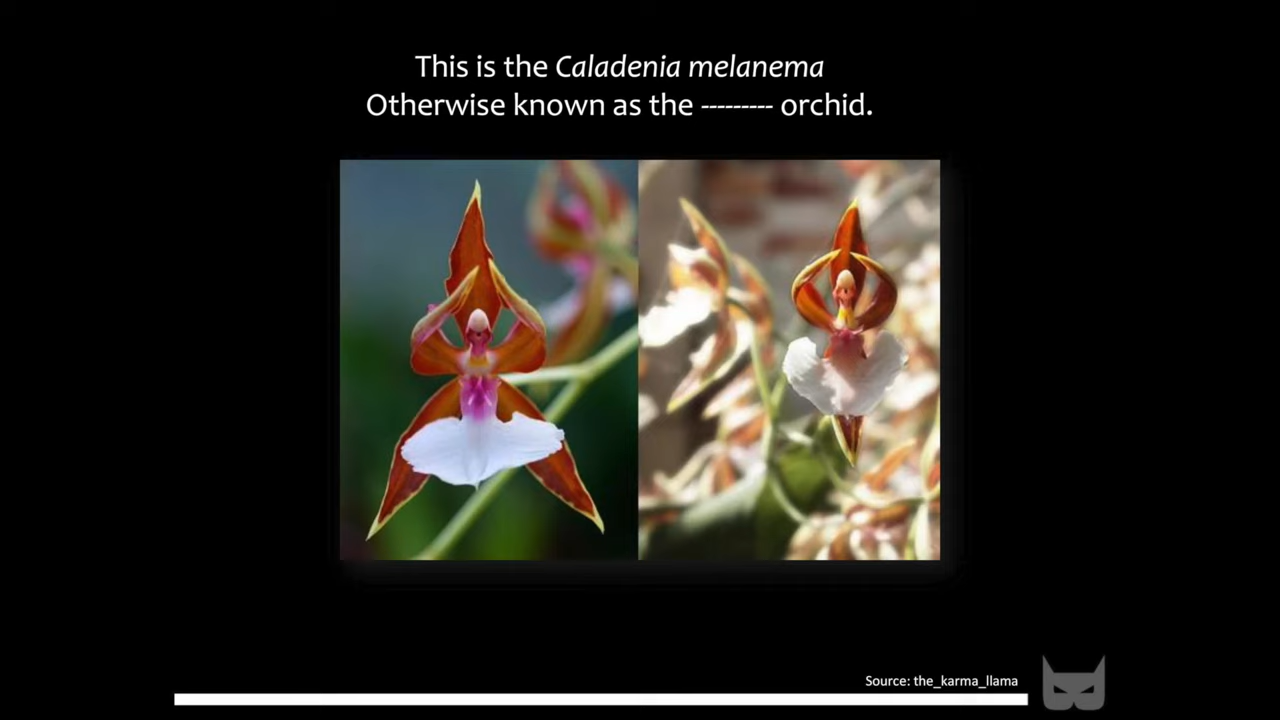 This is the Caladenia melanema
Otherwise known as the --------- orchid.
Source: the_karma_llama